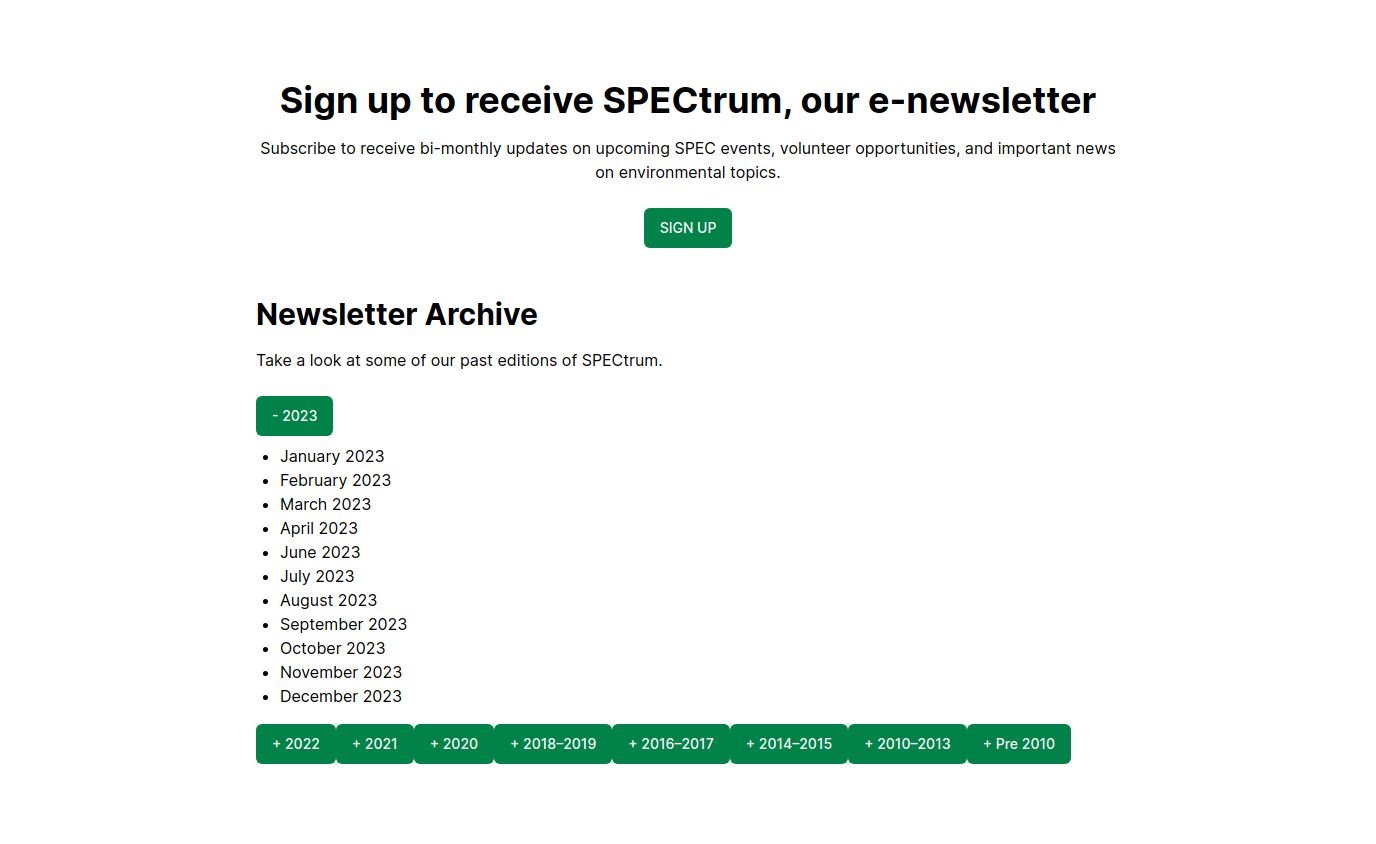 Sign up to receive SPECtrum, our e-newsletter
Subscribe to receive bi-monthly updates on upcoming SPEC events, volunteer opportunities, and important news
on environmental topics.
SIGN UP
Newsletter Archive
Take a look at some of our past editions of SPECtrum.
- 2023
• January 2023
• February 2023
• March 2023
• April 2023
• June 2023
• July 2023
• August 2023
• September 2023
• October 2023
• November 2023
• December 2023
+ 2022 + 2021 + 2020 + 2018–2019 + 2016–2017 + 2014–2015 + 2010–2013 + Pre 2010